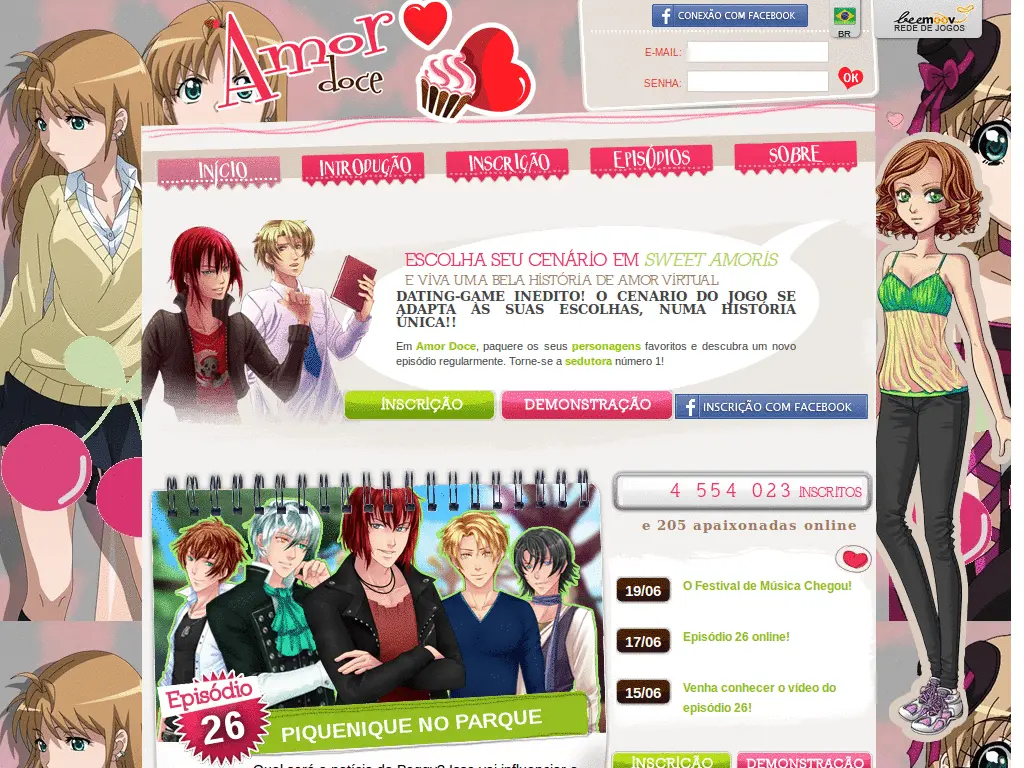 Amor
doce
CONEXÃO COM FACEBOOK
BR
beemoov
REDE DE JOGOS
E-MAIL:
SENHA:
OK
INÍCIO
INTRODUÇÃO
INSCRIÇÃO
EPISÓDIOS
SOBRE
ESCOLHA SEU CENÁRIO EM SWEET AMORIS
E VIVA UMA BELA HISTÓRIA DE AMOR VIRTUAL
DATING-GAME INEDITO! O CENARIO DO JOGO SE
ADAPTA ÀS SUAS ESCOLHAS, NUMA HISTÓRIA
ÚNICA!!
Em Amor Doce, paquere os seus personagens favoritos e descubra um novo
episódio regularmente. Torne-se a sedutora número 1!
INSCRIÇÃO
DEMONSTRAÇÃO
INSCRIÇÃO COM FACEBOOK
4 554 023 INSCRITOS
e 205 apaixonadas online
19/06 O Festival de Música Chegou!
17/06 Episódio 26 online!
15/06 Venha conhecer o vídeo do
episódio 26!
Episódio
26
PIQUENIQUE NO PARQUE
INSCRIÇÃO
DEMONSTRAÇÃO
Qual será a notícia da Peggy? Isso vai influenciar o